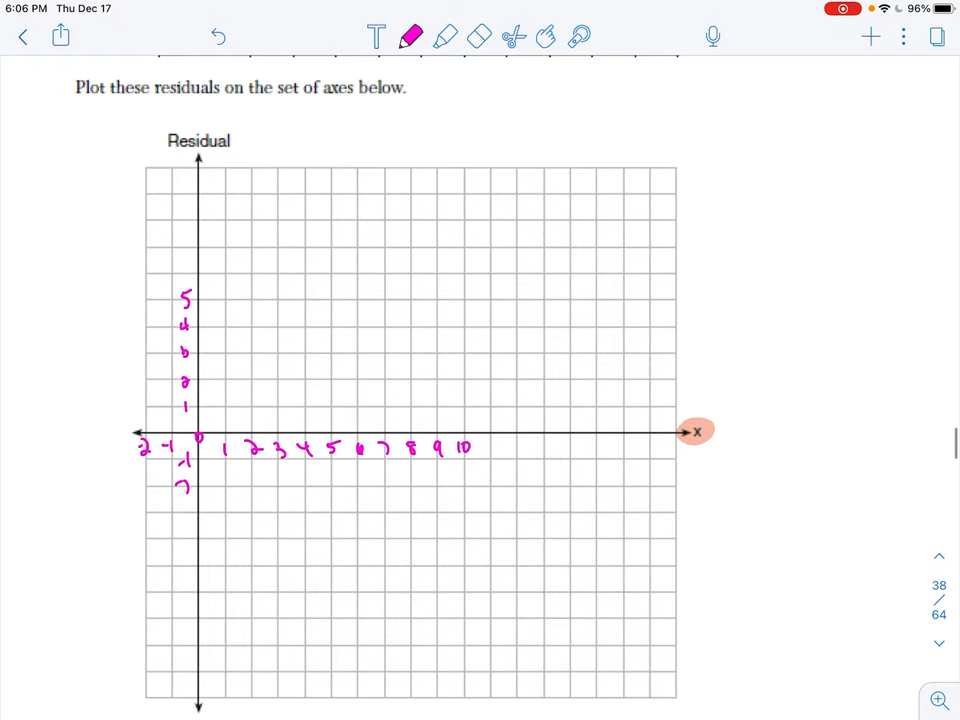 6:06 PM Thu Dec 17
96%
Plot these residuals on the set of axes below.
Residual
5
4
3
2
1
x
-2 -1 0 1 2 3 4 5 6 7 8 9 10
-1
38
64